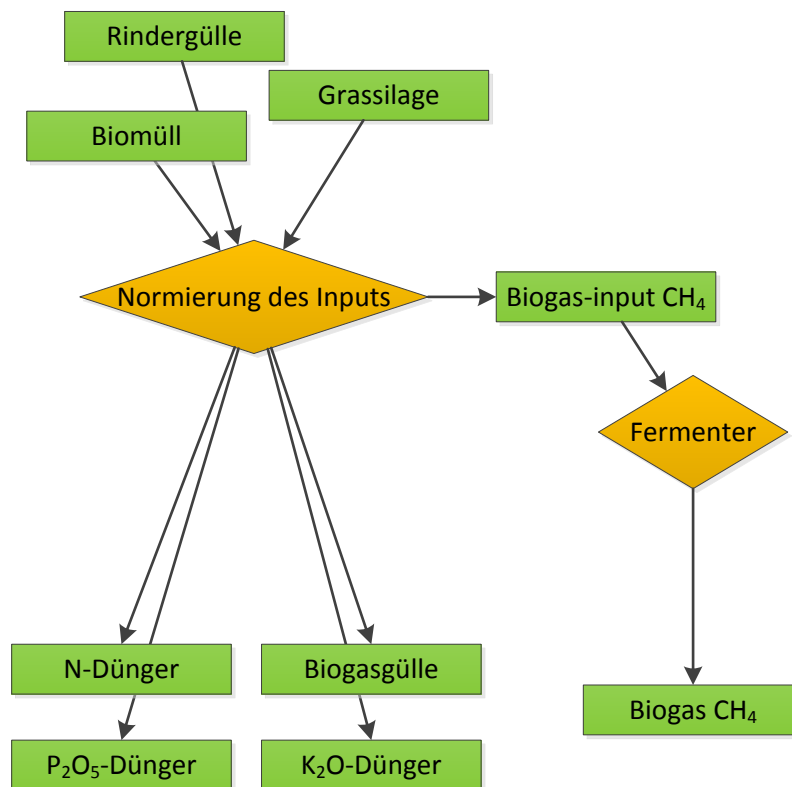 Rindergülle
Grassilage
Biomüll
Normierung des Inputs
Biogas-input CH₄
Fermenter
N-Dünger
Biogasgülle
Biogas CH₄
P₂O₅-Dünger
K₂O-Dünger